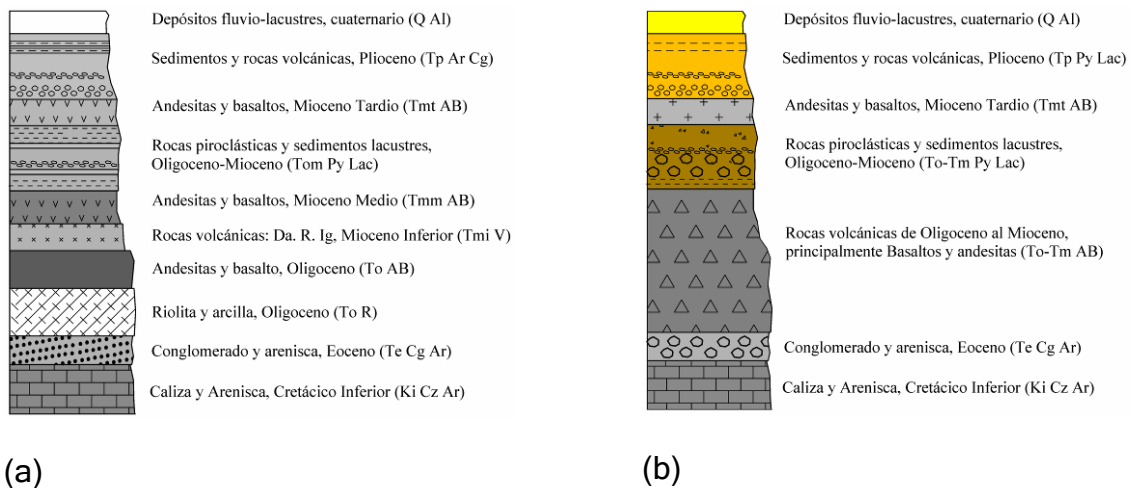 Depósitos fluvio-lacustres, cuaternario (Q Al)
Sedimentos y rocas volcánicas, Plioceno (Tp Ar Cg)
Andesitas y basaltos, Mioceno Tardio (Tmt AB)
Rocas piroclásticas y sedimentos lacustres,
Oligoceno-Mioceno (Tom Py Lac)
Andesitas y basaltos, Mioceno Medio (Tmm AB)
Rocas volcánicas: Da. R. Ig, Mioceno Inferior (Tmi V)
Andesitas y basalto, Oligoceno (To AB)
Riolita y arcilla, Oligoceno (To R)
Conglomerado y arenisca, Eoceno (Te Cg Ar)
Caliza y Arenisca, Cretácico Inferior (Ki Cz Ar)
(a)
Depósitos fluvio-lacustres, cuaternario (Q Al)
Sedimentos y rocas volcánicas, Plioceno (Tp Py Lac)
Andesitas y basaltos, Mioceno Tardio (Tmt AB)
Rocas piroclásticas y sedimentos lacustres,
Oligoceno-Mioceno (To-Tm Py Lac)
Rocas volcánicas de Oligoceno al Mioceno,
principalmente Basaltos y andesitas (To-Tm AB)
Conglomerado y arenisca, Eoceno (Te Cg Ar)
Caliza y Arenisca, Cretácico Inferior (Ki Cz Ar)
(b)